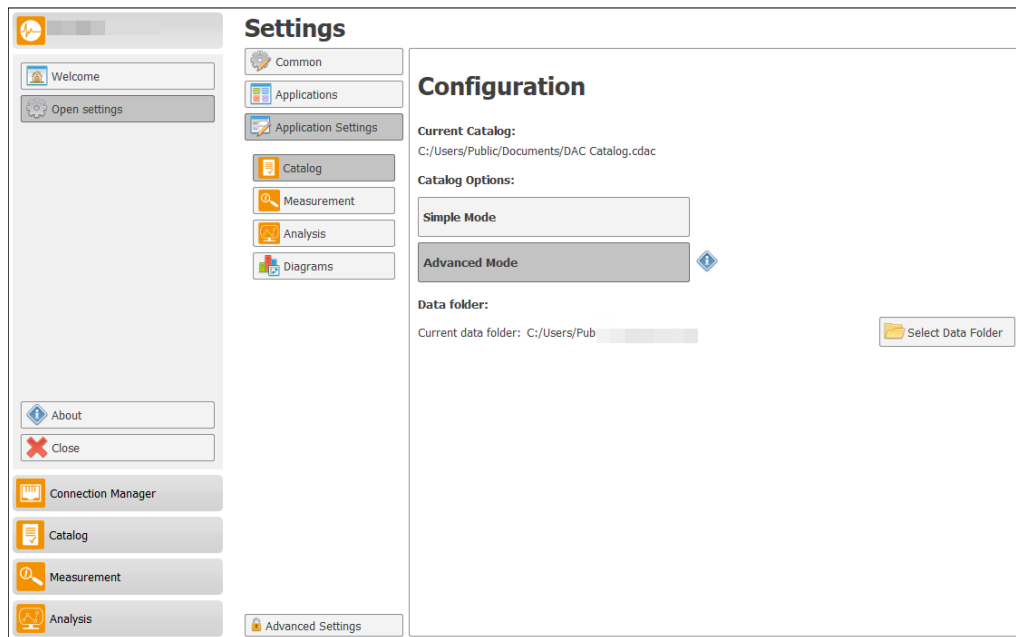 Settings
Welcome
Open settings
About
Close
Connection Manager
Catalog
Measurement
Analysis
Common
Applications
Application Settings
Catalog
Measurement
Analysis
Diagrams
Advanced Settings
Configuration
Current Catalog:
C:/Users/Public/Documents/DAC Catalog.cdac
Catalog Options:
Simple Mode
Advanced Mode
Data folder:
Current data folder: C:/Users/Pub
Select Data Folder